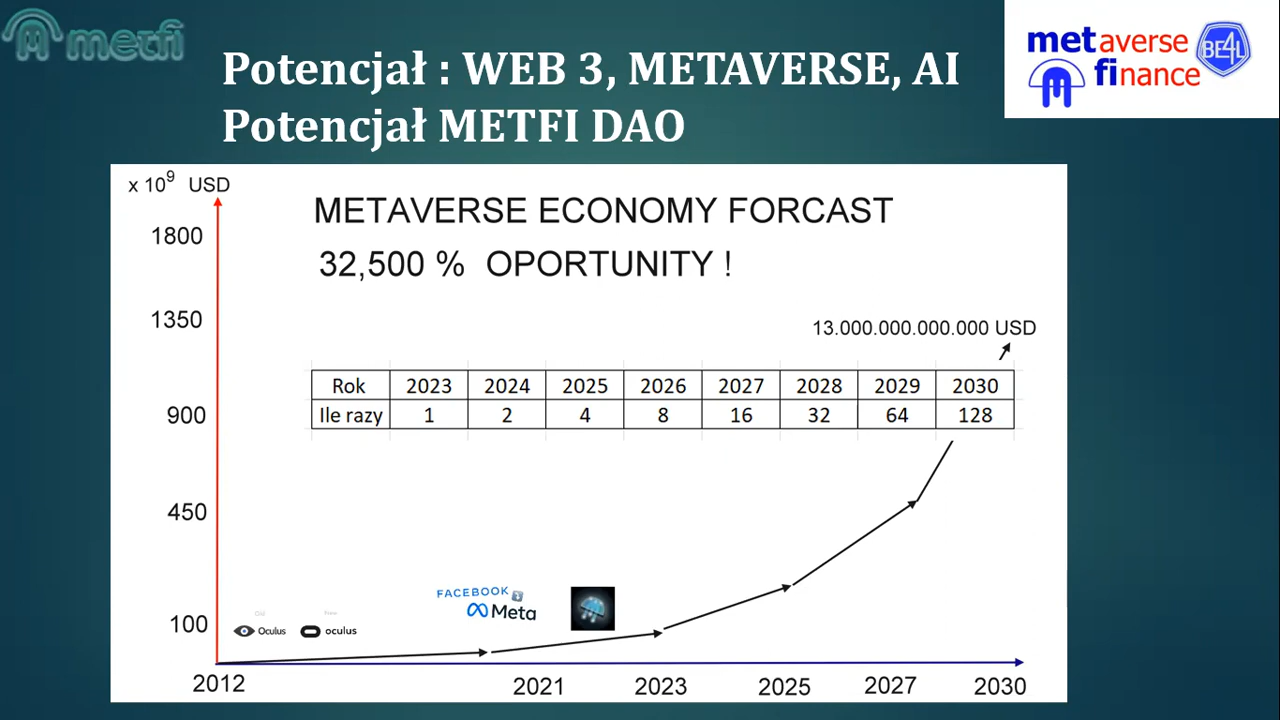 metfi
Potencjał : WEB 3, METAVERSE, AI
Potencjał METFI DAO
metaverse
finance
BE4L
x 10⁹ USD
METAVERSE ECONOMY FORCAST
1800
32,500 % OPORTUNITY !
1350
13.000.000.000.000 USD
Rok 2023 2024 2025 2026 2027 2028 2029 2030
Ile razy 1 2 4 8 16 32 64 128
900
450
FACEBOOK
Meta
100
Old
New
Oculus
oculus
2012 2021 2023 2025 2027 2030